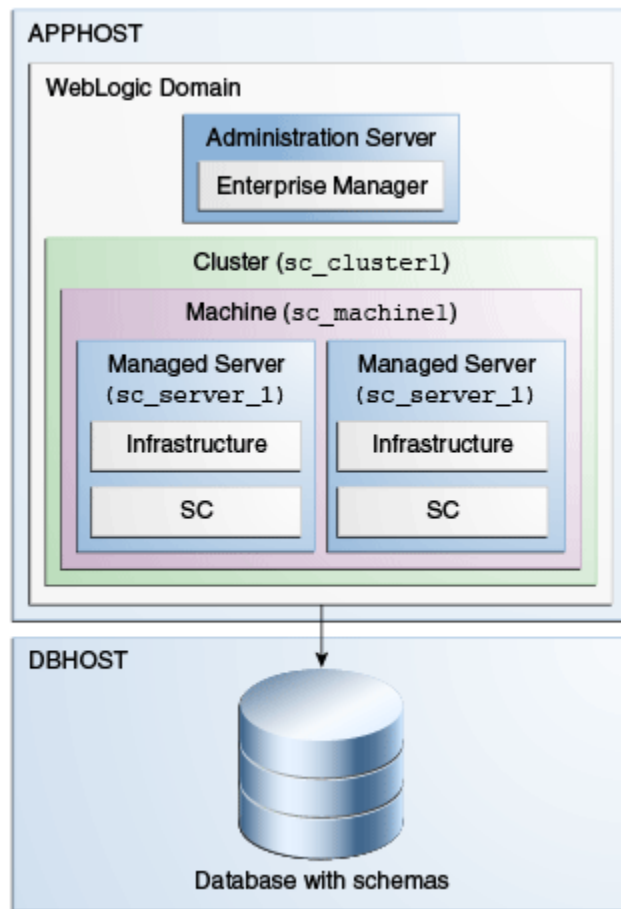 APPHOST
WebLogic Domain
Administration Server
Enterprise Manager
Cluster (sc_cluster1)
Machine (sc_machine1)
Managed Server
(sc_server_1)
Infrastructure
SC
Managed Server
(sc_server_1)
Infrastructure
SC
DBHOST
Database with schemas